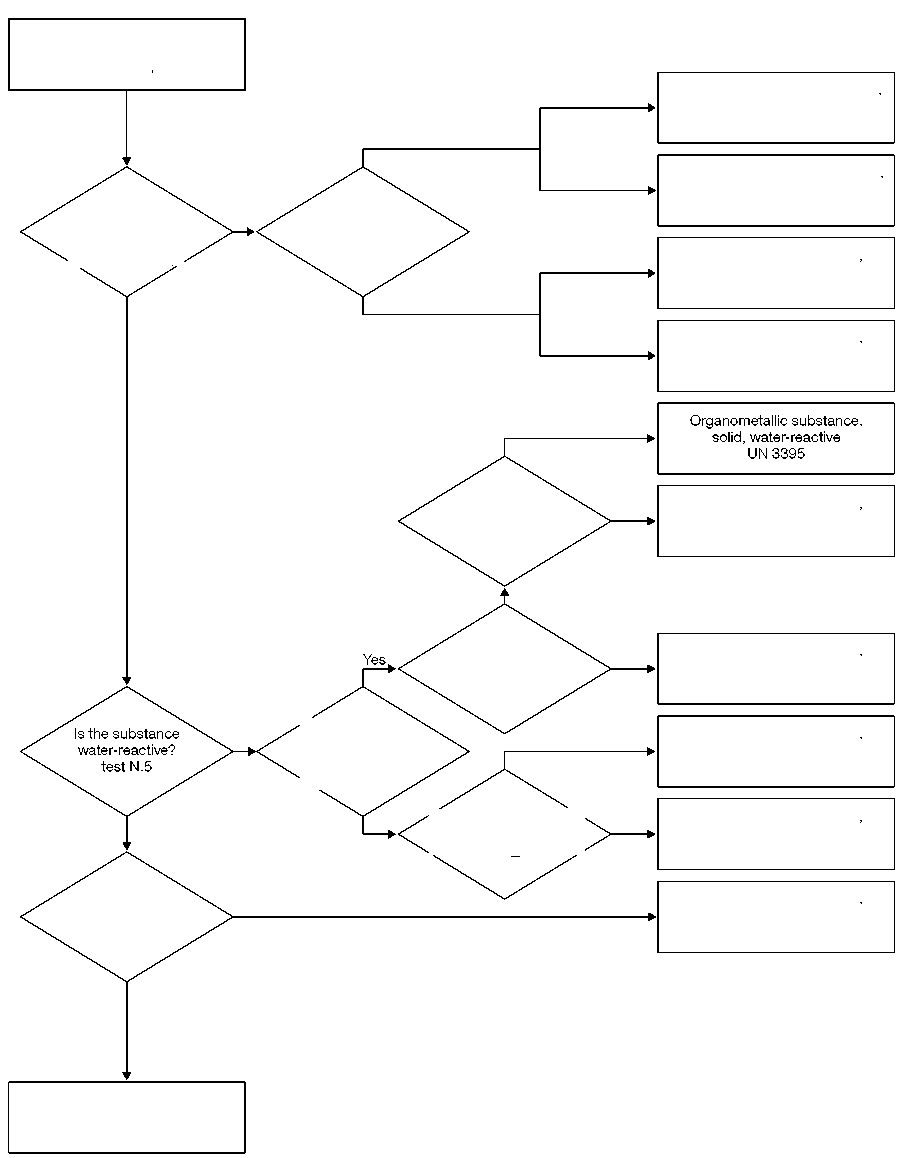 Organometallic substance,
solid, water-reactive
UN 3395
Yes
Is the substance
water-reactive?
test N.5